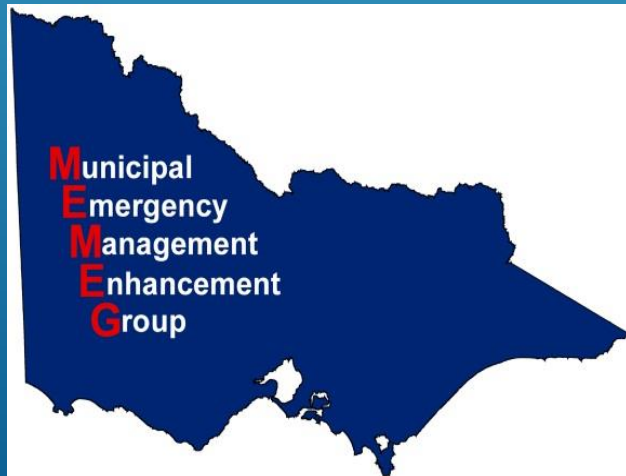 Municipal
Emergency
Management
Enhancement
Group